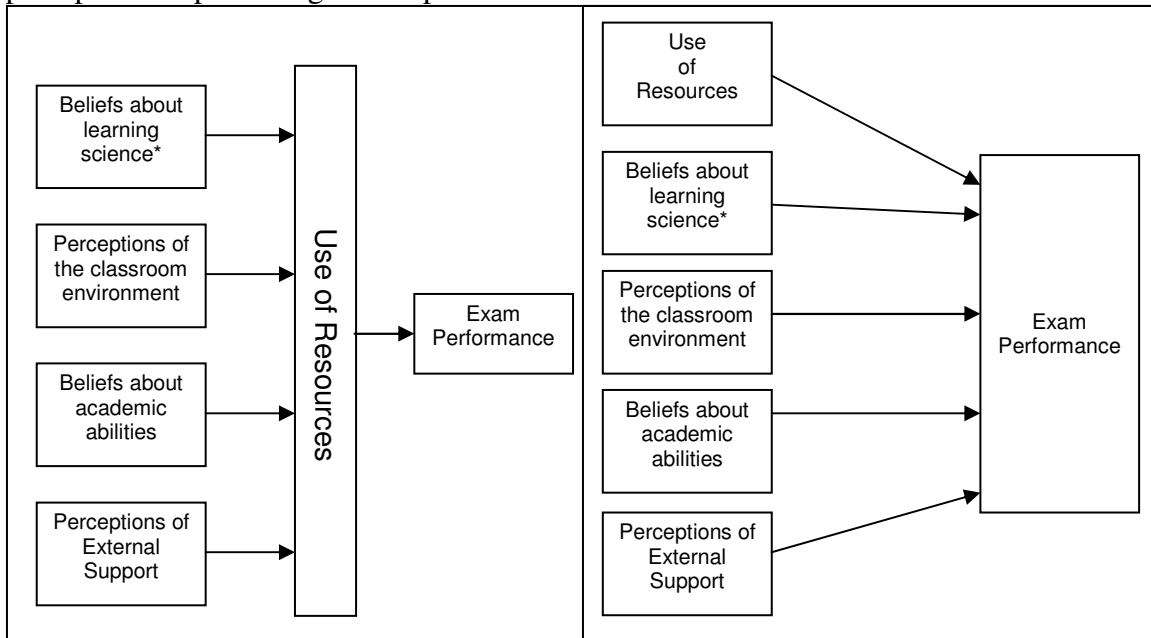 Beliefs about
learning
science*
Perceptions of
the classroom
environment
Beliefs about
academic
abilities
Perceptions of
External
Support
Use of Resources
Exam
Performance
Use
of
Resources
Beliefs about
learning
science*
Perceptions of
the classroom
environment
Beliefs about
academic
abilities
Perceptions of
External
Support
Exam
Performance